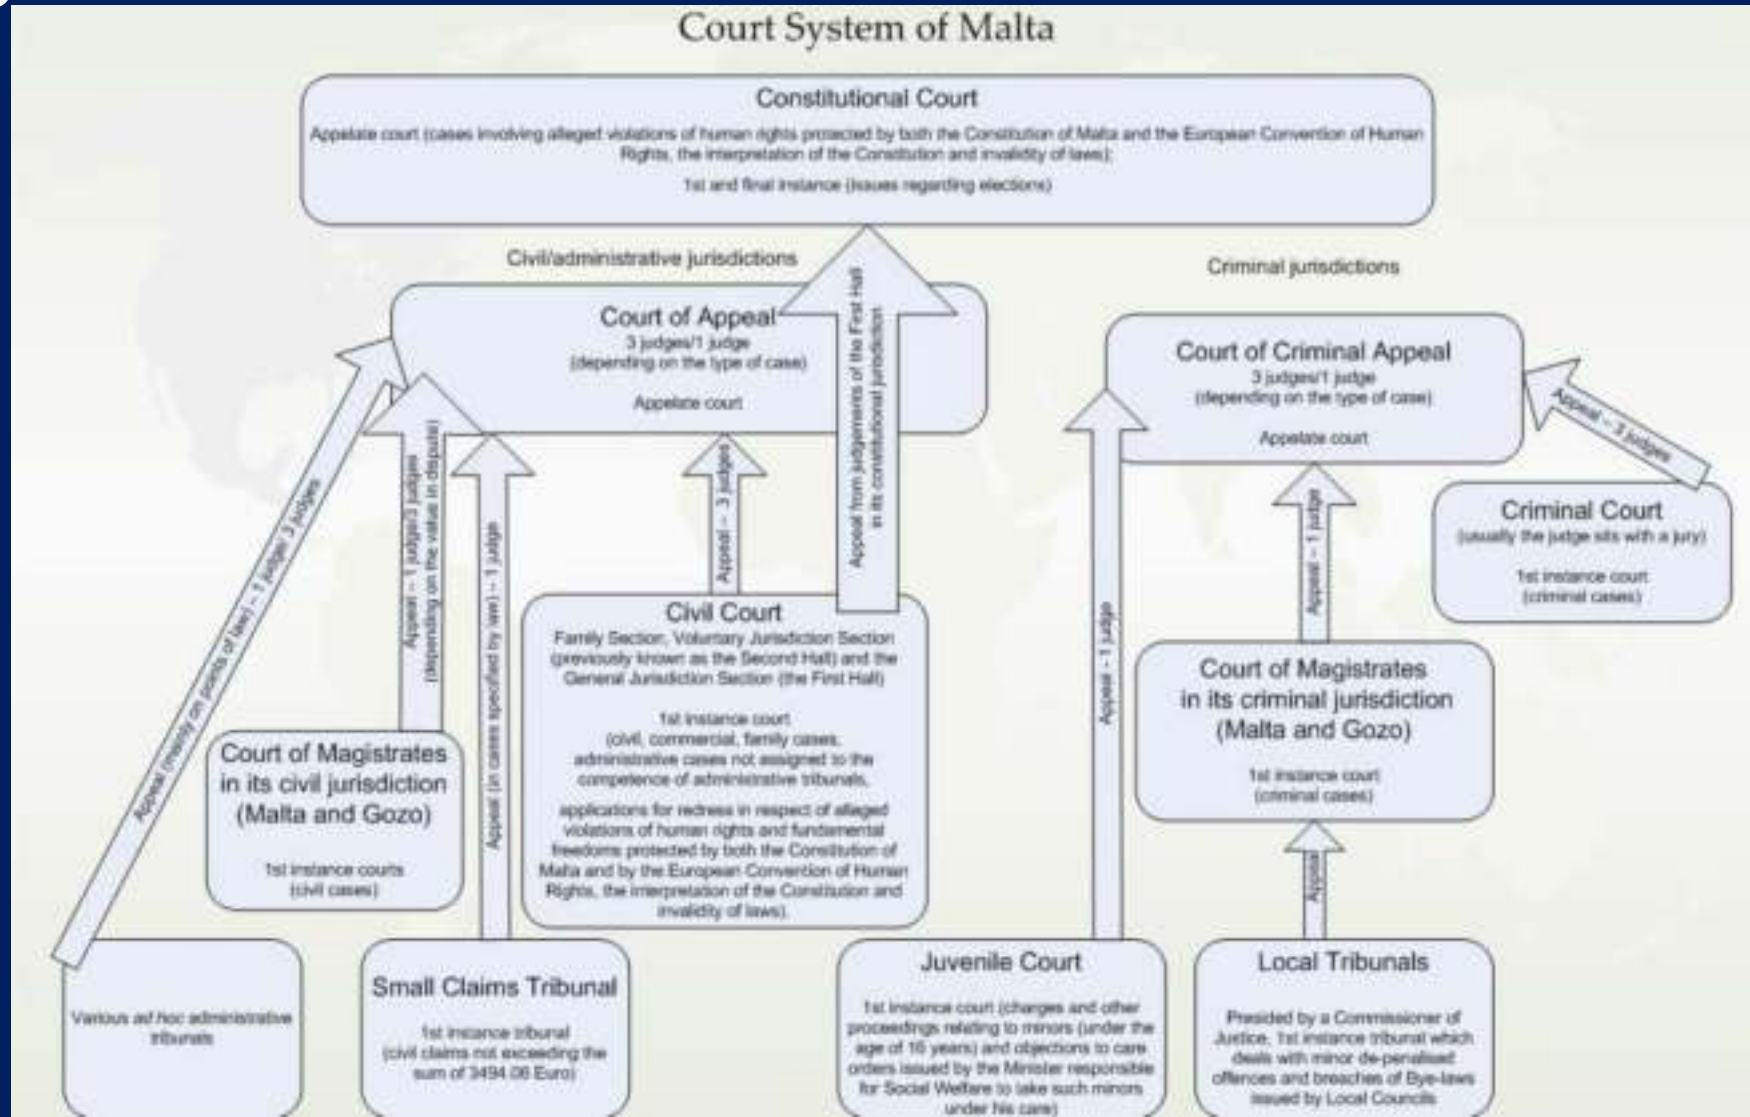 Court System of Malta
Constitutional Court
Appelate court (cases involving alleged violations of human rights protected by both the Constitution of Malta and the European Convention of Human
Rights, the interpretation of the Constitution and invalidity of laws);
1st and final instance (issues regarding elections)
Civil/administrative jurisdictions
Criminal jurisdictions
Court of Appeal
3 judges/1 judge
(depending on the type of case)
Appelate court
Court of Criminal Appeal
3 judges/1 judge
(depending on the type of case)
Appelate court
Appeal (mainly on points of law) – 1 judge/ 3 judges
Appeal – 1 judge/3 judges
(depending on the value in dispute)
Appeal (in cases specified by law) – 1 judge
Appeal – 3 judges
Appeal from judgements of the First Hall
in its constitutional jurisdiction
Appeal - 1 judge
Appeal – 1 judge
Appeal – 3 judges
Criminal Court
(usually the judge sits with a jury)
1st instance court
(criminal cases)
Civil Court
Family Section, Voluntary Jurisdiction Section
(previously known as the Second Hall) and the
General Jurisdiction Section (the First Hall)
1st instance court
(civil, commercial, family cases,
administrative cases not assigned to the
competence of administrative tribunals,
applications for redress in respect of alleged
violations of human rights and fundamental
freedoms protected by both the Constitution of
Malta and by the European Convention of Human
Rights, the interpretation of the Constitution and
invalidity of laws).
Court of Magistrates
in its criminal jurisdiction
(Malta and Gozo)
1st instance court
(criminal cases)
Court of Magistrates
in its civil jurisdiction
(Malta and Gozo)
1st instance courts
(civil cases)
Appeal
Various ad hoc administrative
tribunals
Small Claims Tribunal
1st instance tribunal
(civil claims not exceeding the
sum of 3494.06 Euro)
Juvenile Court
1st instance court (charges and other
proceedings relating to minors (under the
age of 16 years) and objections to care
orders issued by the Minister responsible
for Social Welfare to take such minors
under his care)
Local Tribunals
Presided by a Commissioner of
Justice, 1st instance tribunal which
deals with minor de-penalised
offences and breaches of Bye-laws
issued by Local Councils